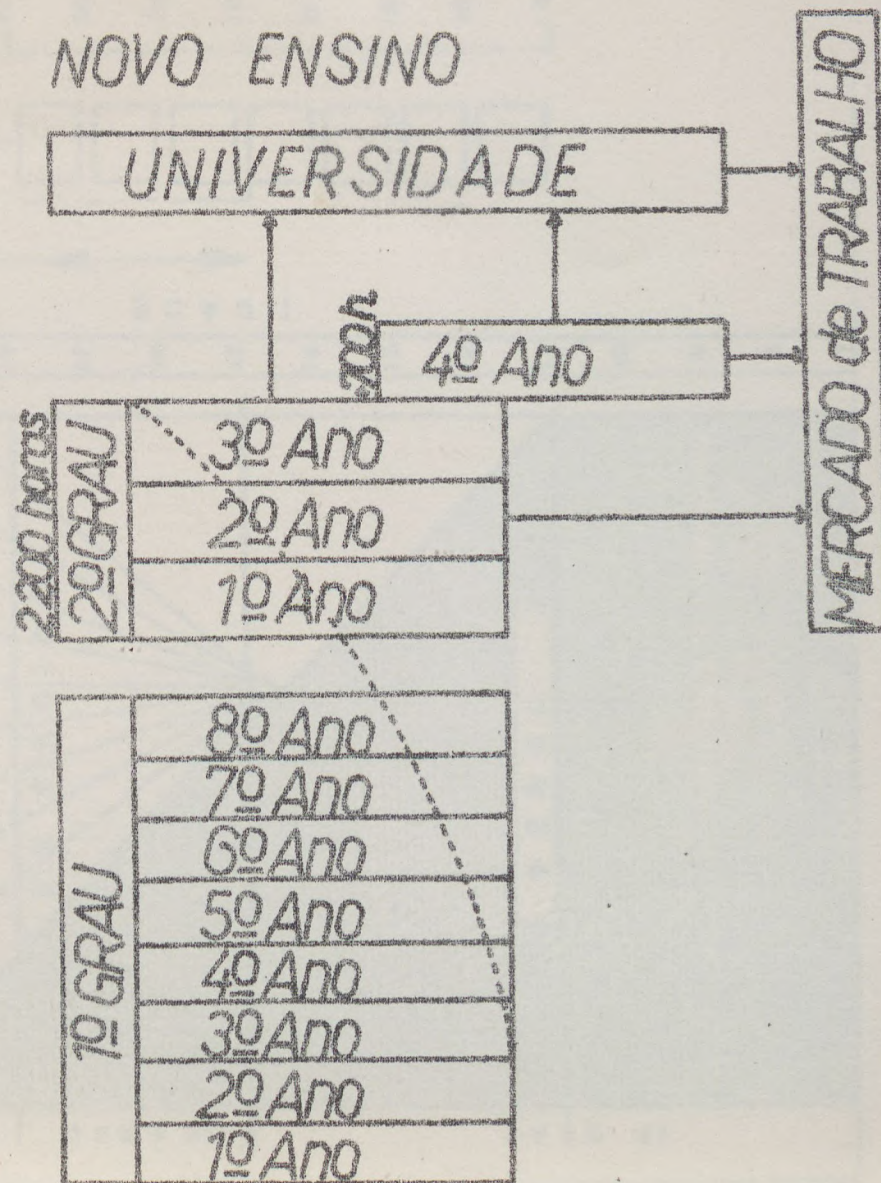 NOVO ENSINO
UNIVERSIDADE
MERCADO de TRABALHO
4º Ano
2200 horas
2º GRAU
3º Ano
2º Ano
1º Ano
1º GRAU
8º Ano
7º Ano
6º Ano
5º Ano
4º Ano
3º Ano
2º Ano
1º Ano